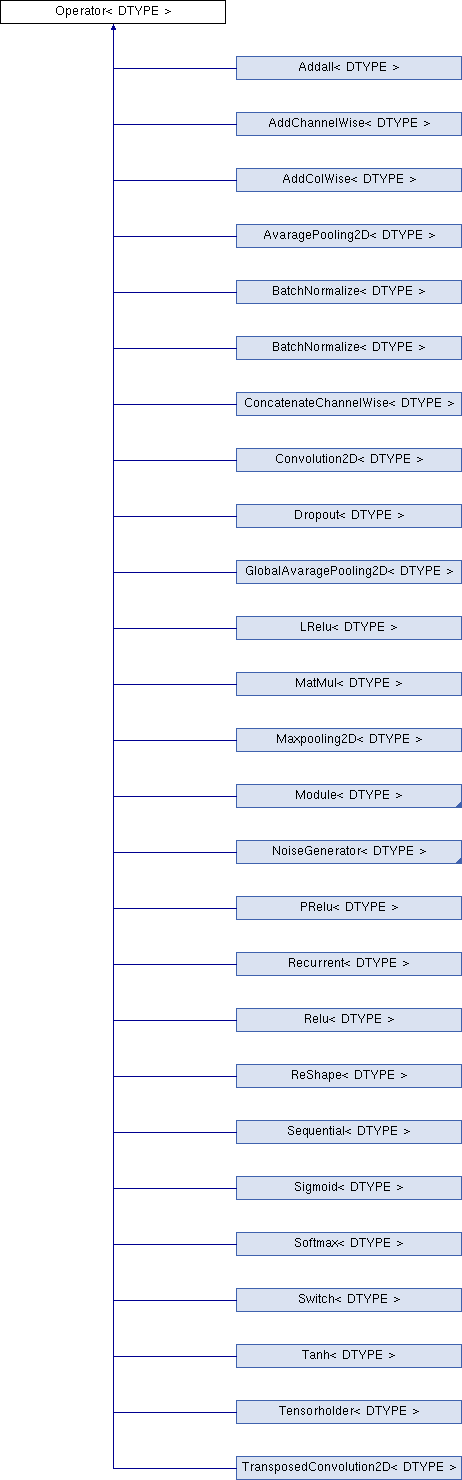 Operator< DTYPE >
Addall< DTYPE >
AddChannelWise< DTYPE >
AddColWise< DTYPE >
AvaragePooling2D< DTYPE >
BatchNormalize< DTYPE >
BatchNormalize< DTYPE >
ConcatenateChannelWise< DTYPE >
Convolution2D< DTYPE >
Dropout< DTYPE >
GlobalAvaragePooling2D< DTYPE >
LRelu< DTYPE >
MatMul< DTYPE >
Maxpooling2D< DTYPE >
Module< DTYPE >
NoiseGenerator< DTYPE >
PRelu< DTYPE >
Recurrent< DTYPE >
Relu< DTYPE >
ReShape< DTYPE >
Sequential< DTYPE >
Sigmoid< DTYPE >
Softmax< DTYPE >
Switch< DTYPE >
Tanh< DTYPE >
Tensorholder< DTYPE >
TransposedConvolution2D< DTYPE >